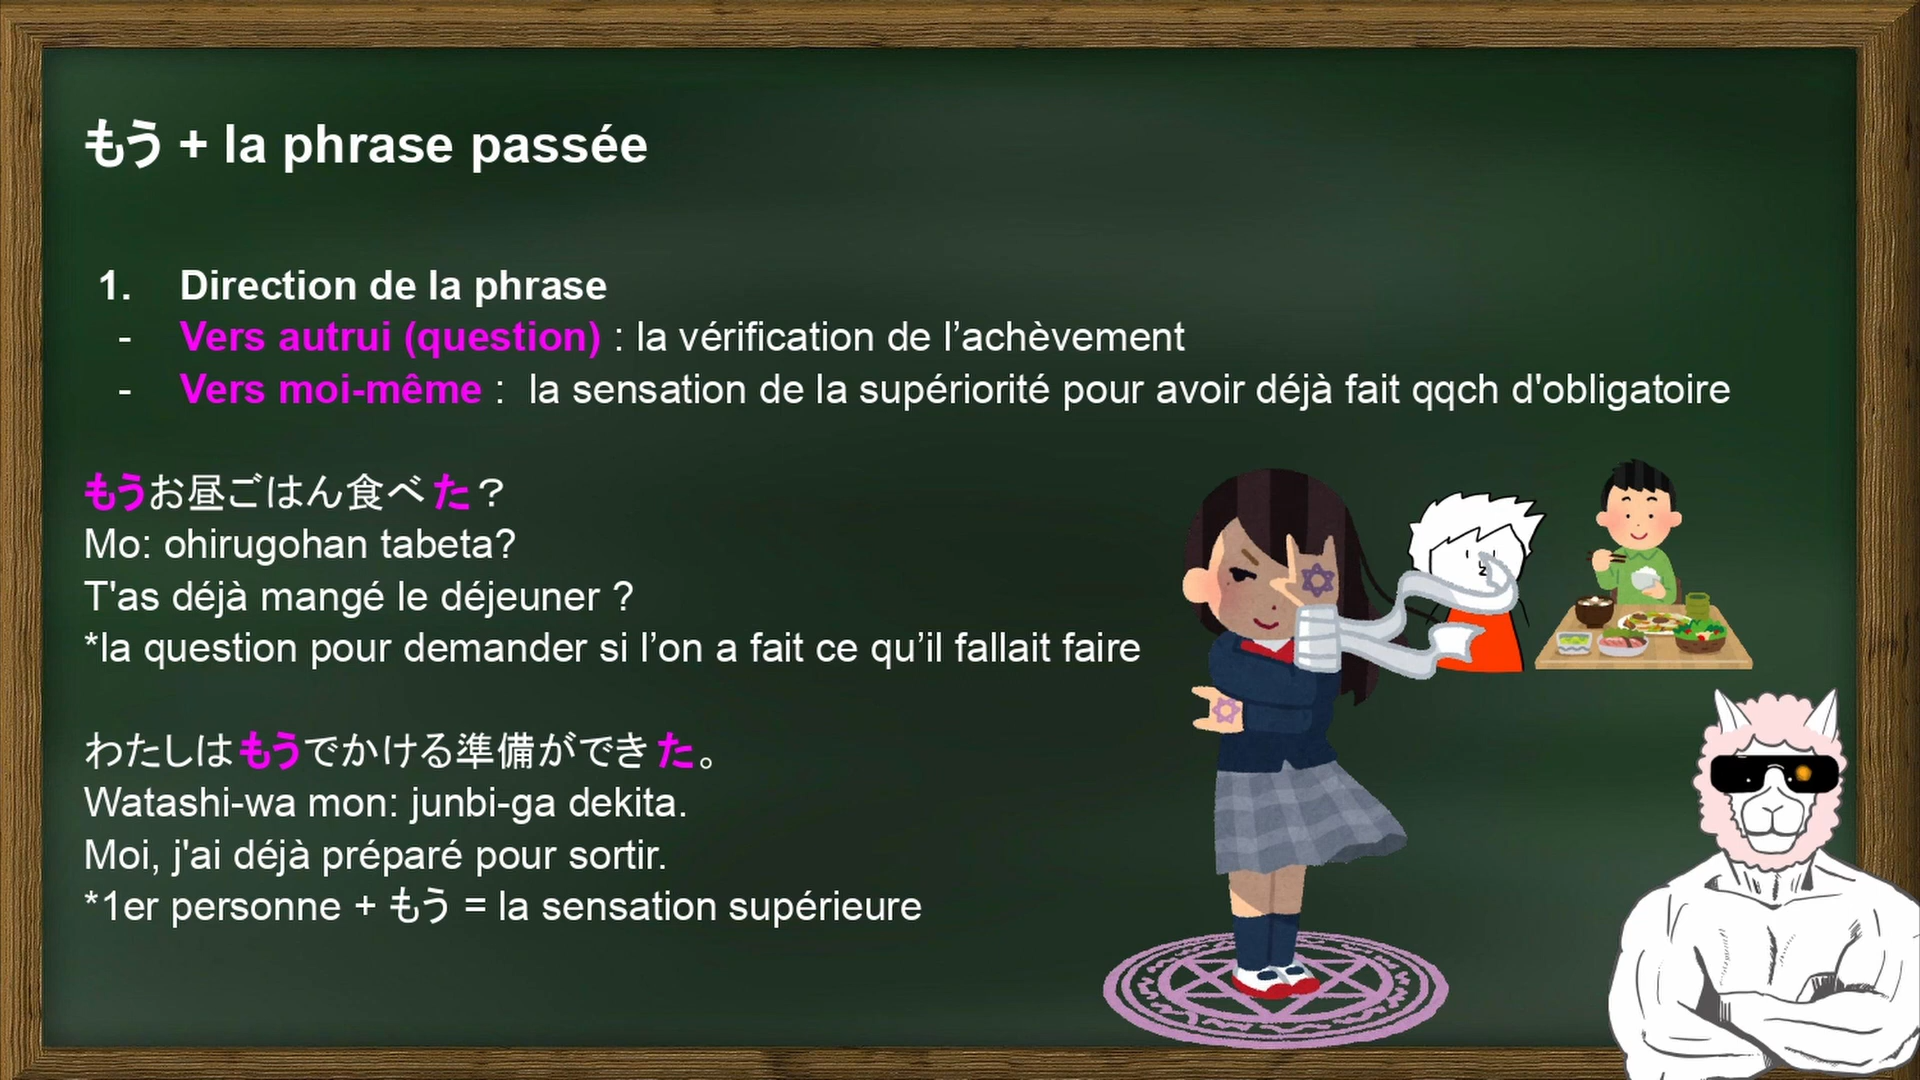 もう + la phrase passée
1. Direction de la phrase
- Vers autrui (question) : la vérification de l’achèvement
- Vers moi-même : la sensation de la supériorité pour avoir déjà fait qqch d'obligatoire
もうお昼ごはん食べた？
Mo: ohirugohan tabeta?
T'as déjà mangé le déjeuner ?
*la question pour demander si l’on a fait ce qu’il fallait faire
わたしはもうでかける準備ができた。
Watashi-wa mon: junbi-ga dekita.
Moi, j'ai déjà préparé pour sortir.
*1er personne + もう = la sensation supérieure